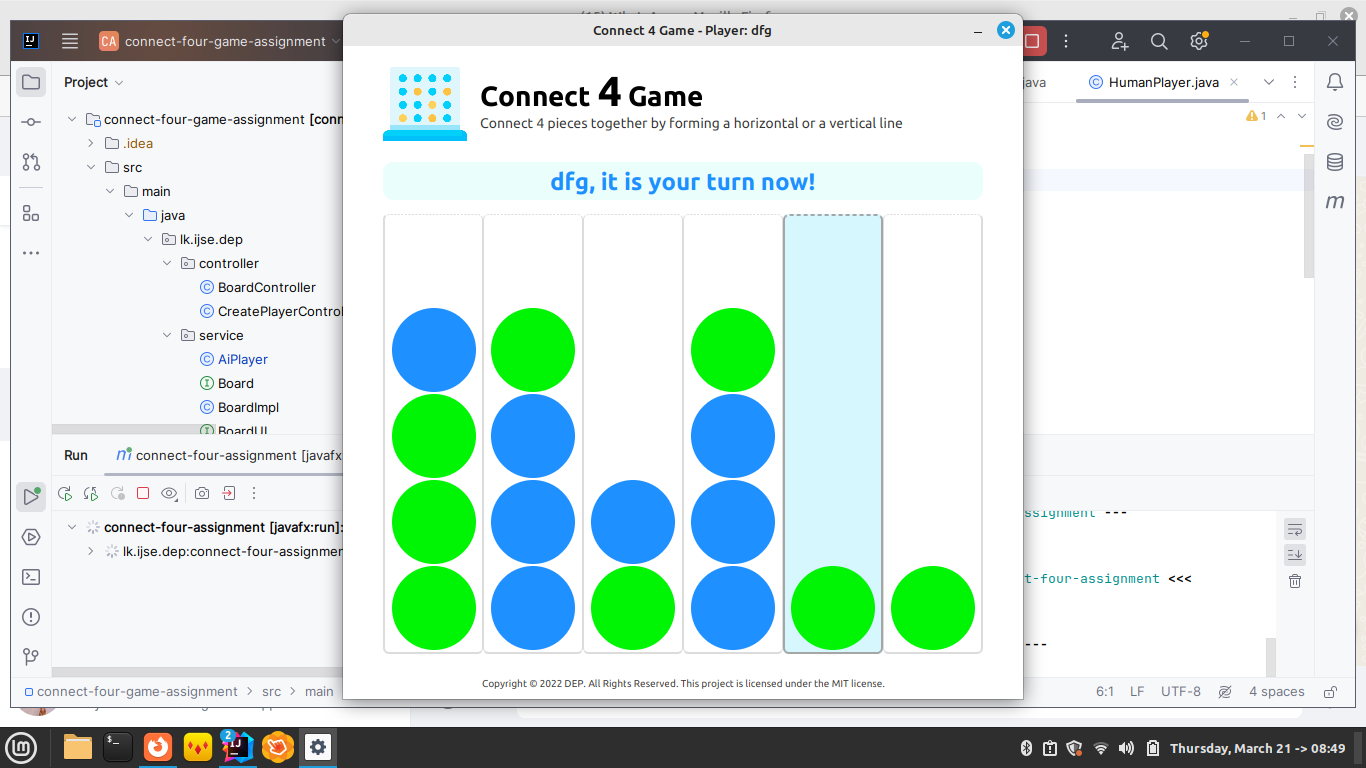 Connect 4 Game - Player: dfg
CA connect-four-game-assignment
Project
java
HumanPlayer.java
connect-four-game-assignment [conn
1
.idea
src
main
java
lk.ijse.dep
controller
BoardController
CreatePlayerControl
service
AiPlayer
Board
BoardImpl
BoardUI
Connect 4 Game
Connect 4 pieces together by forming a horizontal or a vertical line
dfg, it is your turn now!
Run
connect-four-assignment [javafx
connect-four-assignment [javafx:run]:
lk.ijse.dep:connect-four-assignmen
ssignment ---
t-four-assignment <<<
---
Copyright © 2022 DEP. All Rights Reserved. This project is licensed under the MIT license.
connect-four-game-assignment > src > main
6:1 LF UTF-8 4 spaces
2
Thursday, March 21 -> 08:49